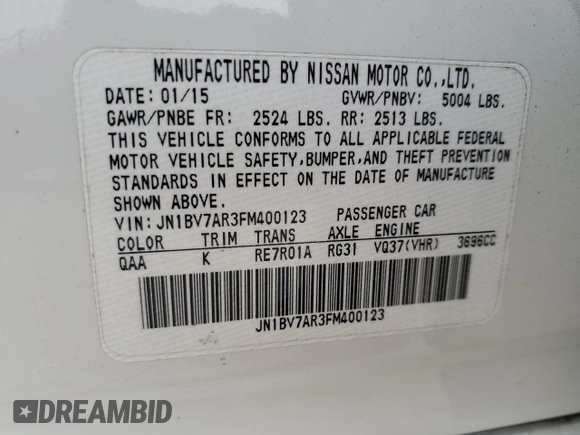 MANUFACTURED BY NISSAN MOTOR CO.,LTD.
DATE: 01/15 GVWR/PNBV: 5004 LBS.
GAWR/PNBE FR: 2524 LBS. RR: 2513 LBS.
THIS VEHICLE CONFORMS TO ALL APPLICABLE FEDERAL
MOTOR VEHICLE SAFETY,BUMPER,AND THEFT PREVENTION
STANDARDS IN EFFECT ON THE DATE OF MANUFACTURE
SHOWN ABOVE.
VIN:JN1BV7AR3FM400123 PASSENGER CAR
COLOR TRIM TRANS AXLE ENGINE
QAA K RE7R01A RG31 VQ37(VHR) 3696CC
JN1BV7AR3FM400123
DREAMBID